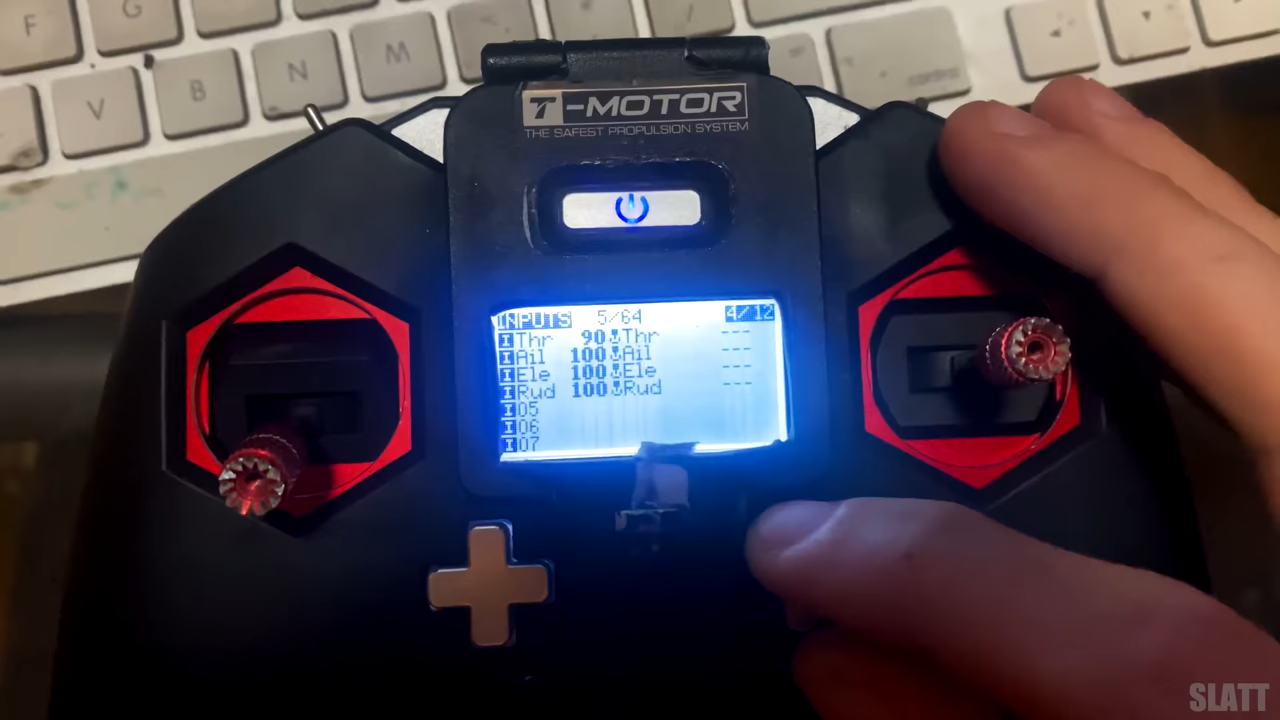 F G
V B N M
control
T-MOTOR
THE SAFEST PROPULSION SYSTEM
INPUTS 5/64 4/12
I Thr 90 Thr ---
I Ail 100 Ail ---
I Ele 100 Ele ---
I Rud 100 Rud ---
I 05
I 06
I 07
SLATT